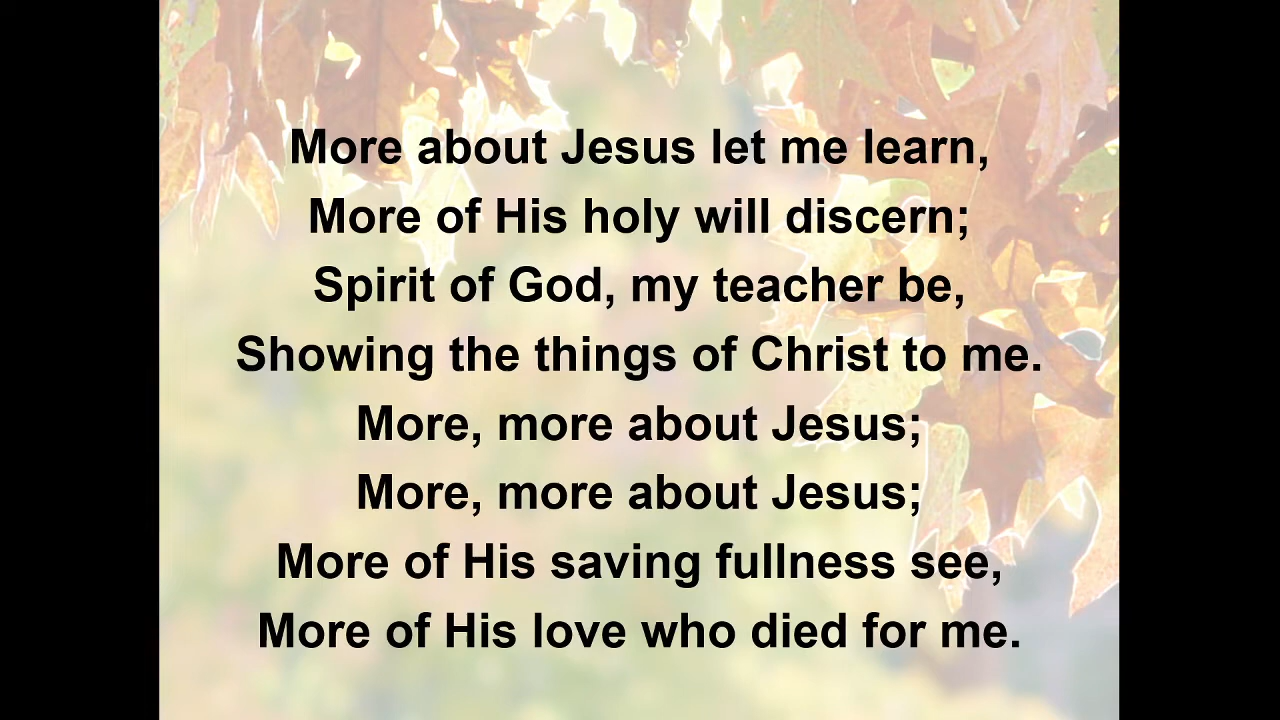 More about Jesus let me learn,
More of His holy will discern;
Spirit of God, my teacher be,
Showing the things of Christ to me.
More, more about Jesus;
More, more about Jesus;
More of His saving fullness see,
More of His love who died for me.